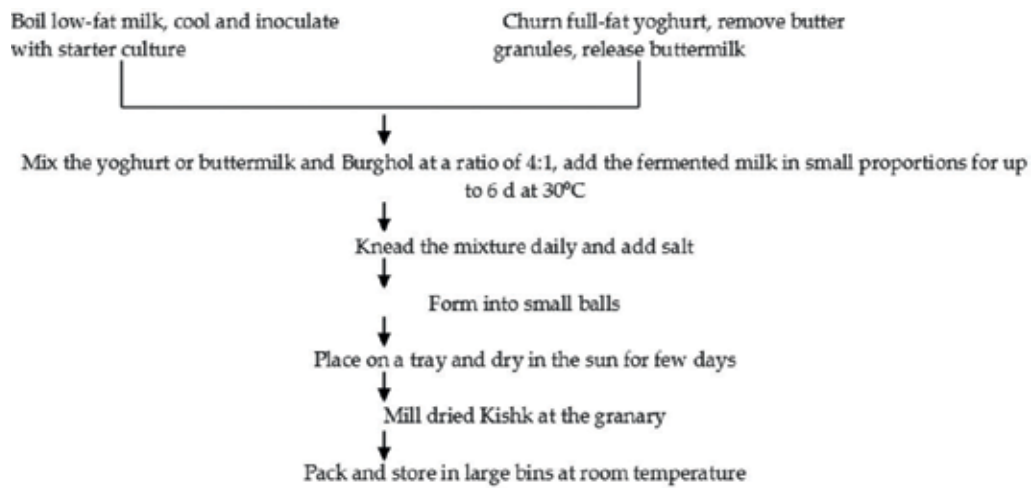 Boil low-fat milk, cool and inoculate
with starter culture
Churn full-fat yoghurt, remove butter
granules, release buttermilk
Mix the yoghurt or buttermilk and Burghol at a ratio of 4:1, add the fermented milk in small proportions for up
to 6 d at 30⁰C
Knead the mixture daily and add salt
Form into small balls
Place on a tray and dry in the sun for few days
Mill dried Kishk at the granary
Pack and store in large bins at room temperature